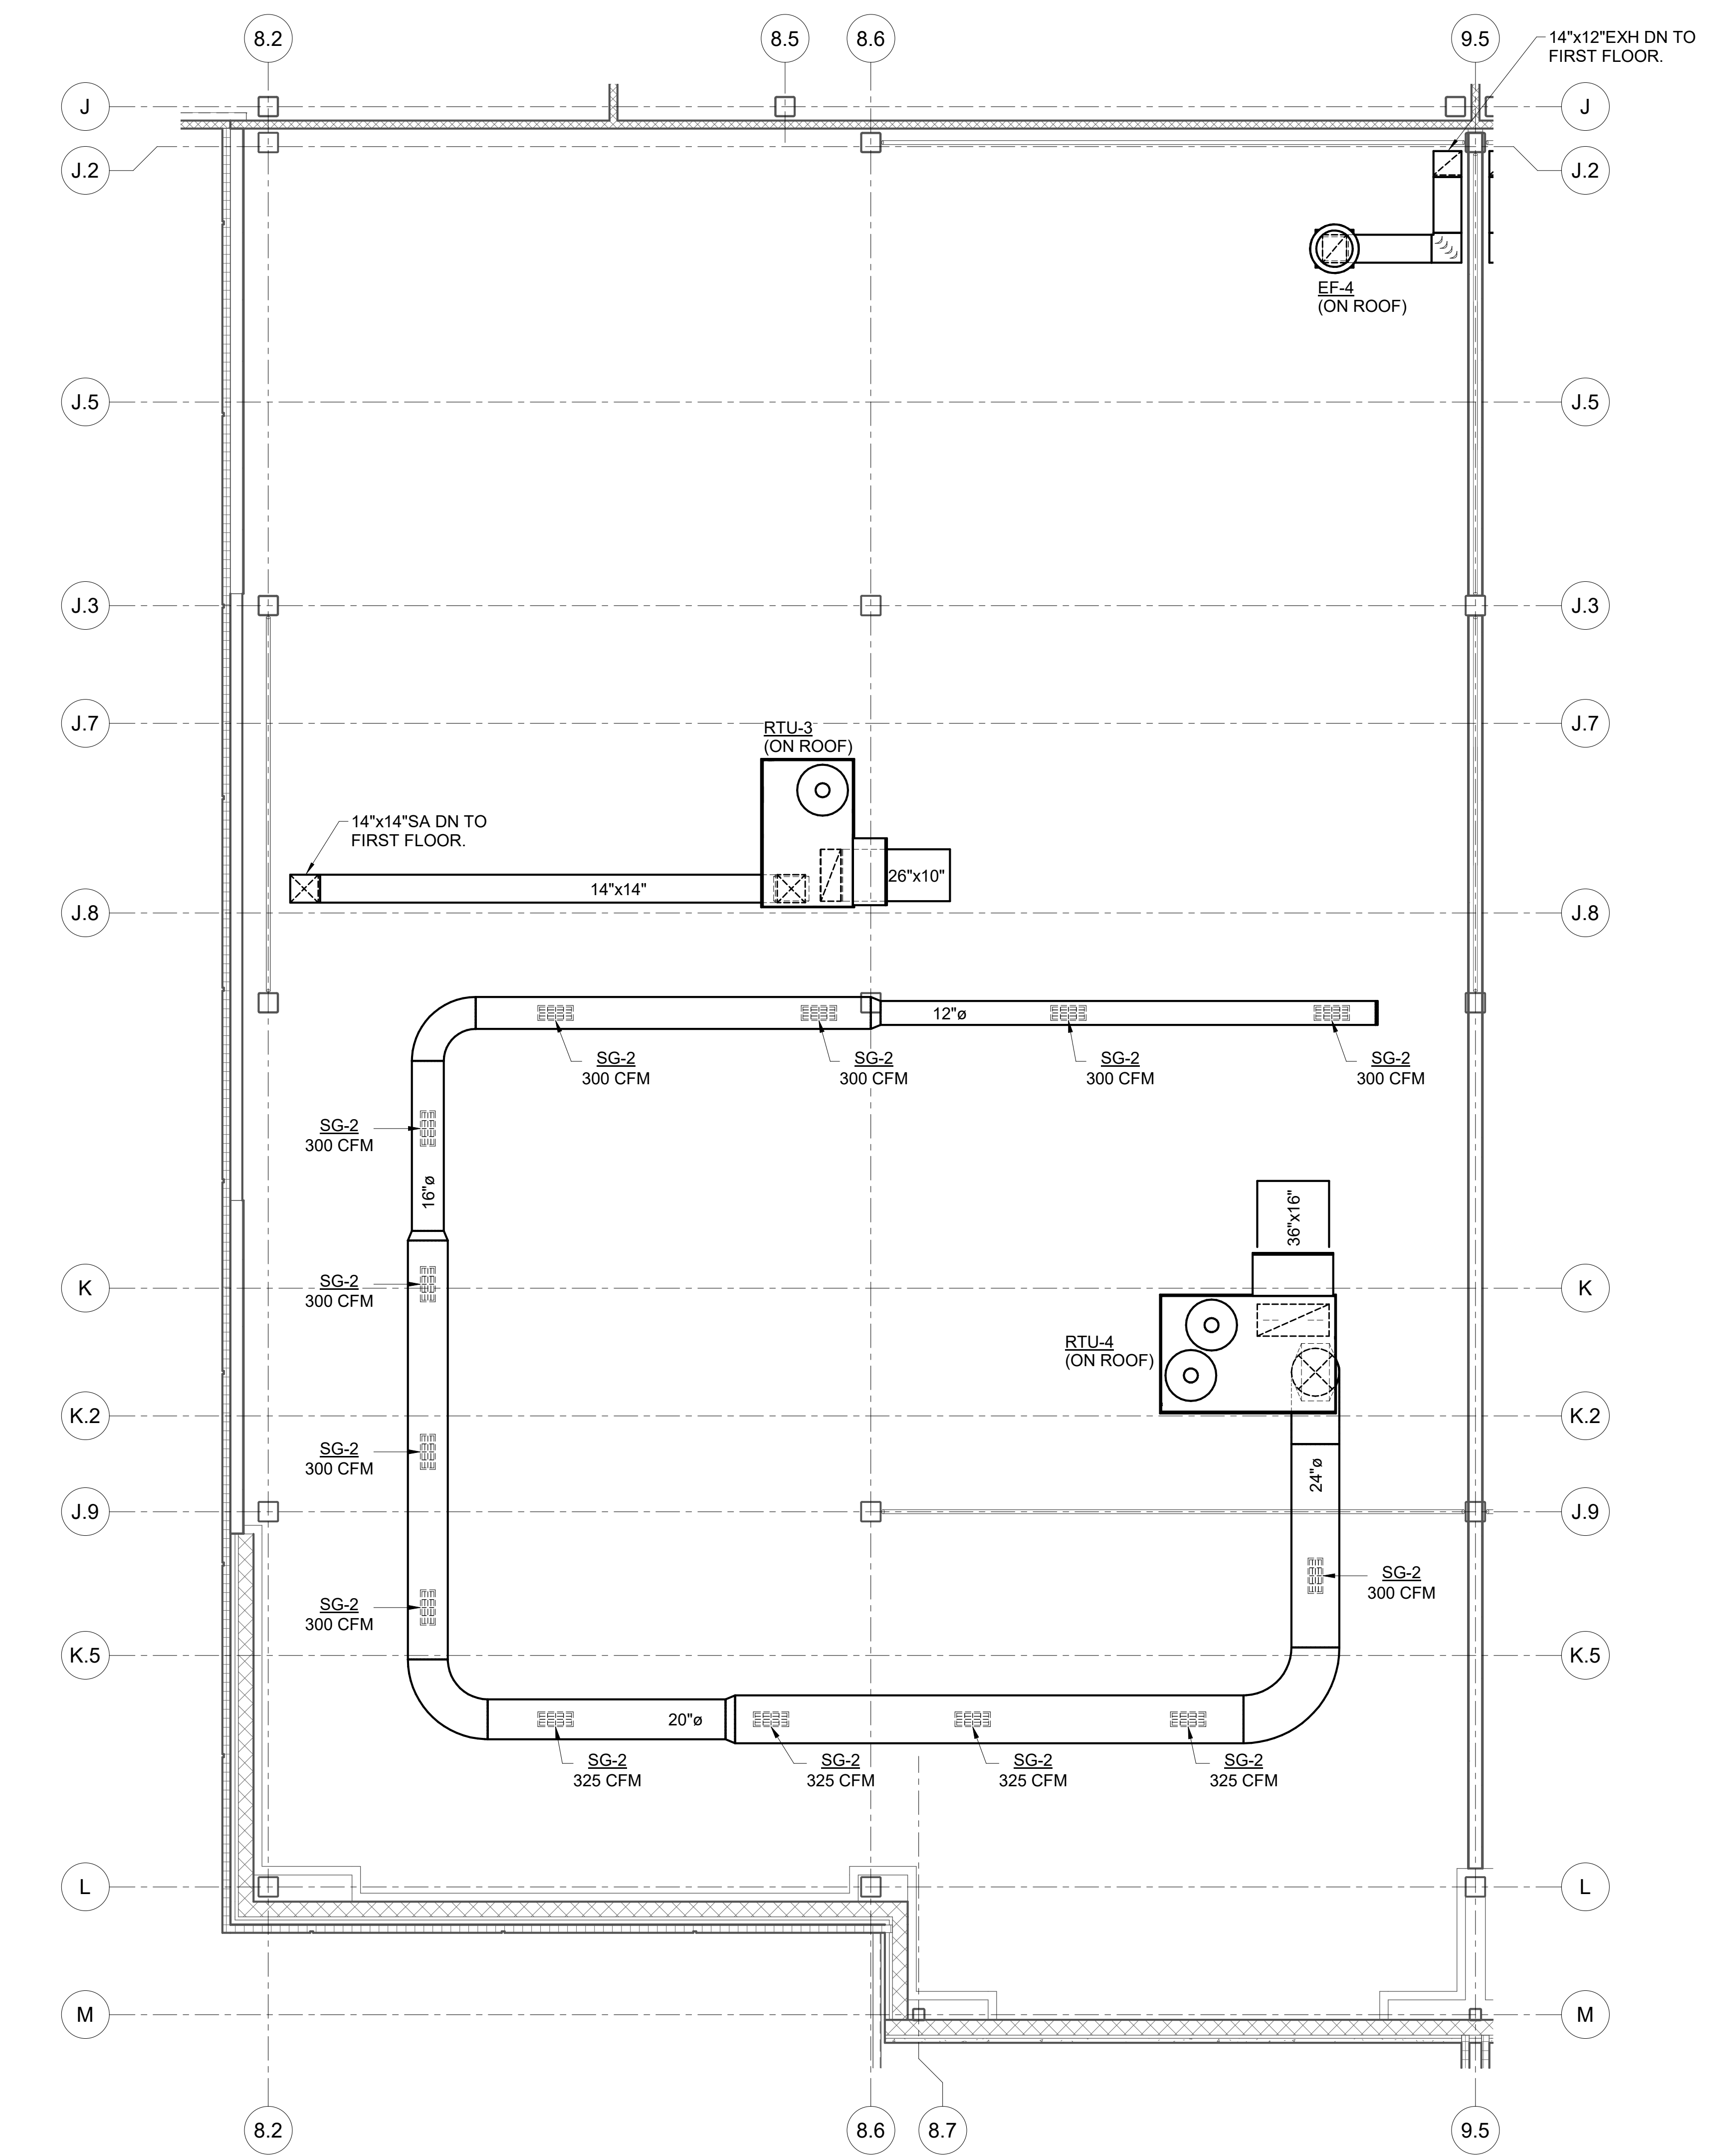 8.2
8.5
8.6
9.5
14"x12"EXH DN TO
FIRST FLOOR.
J
J
J.2
J.2
EF-4
(ON ROOF)
J.5
J.5
J.3
J.3
J.7
J.7
RTU-3
(ON ROOF)
14"x14"SA DN TO
FIRST FLOOR.
14"x14"
26"x10"
J.8
J.8
12"ø
SG-2
300 CFM
SG-2
300 CFM
SG-2
300 CFM
SG-2
300 CFM
SG-2
300 CFM
16"ø
36"x16"
SG-2
300 CFM
K
K
RTU-4
(ON ROOF)
K.2
K.2
SG-2
300 CFM
24"ø
J.9
J.9
SG-2
300 CFM
SG-2
300 CFM
K.5
K.5
20"ø
SG-2
325 CFM
SG-2
325 CFM
SG-2
325 CFM
SG-2
325 CFM
L
L
M
M
8.2
8.6
8.7
9.5